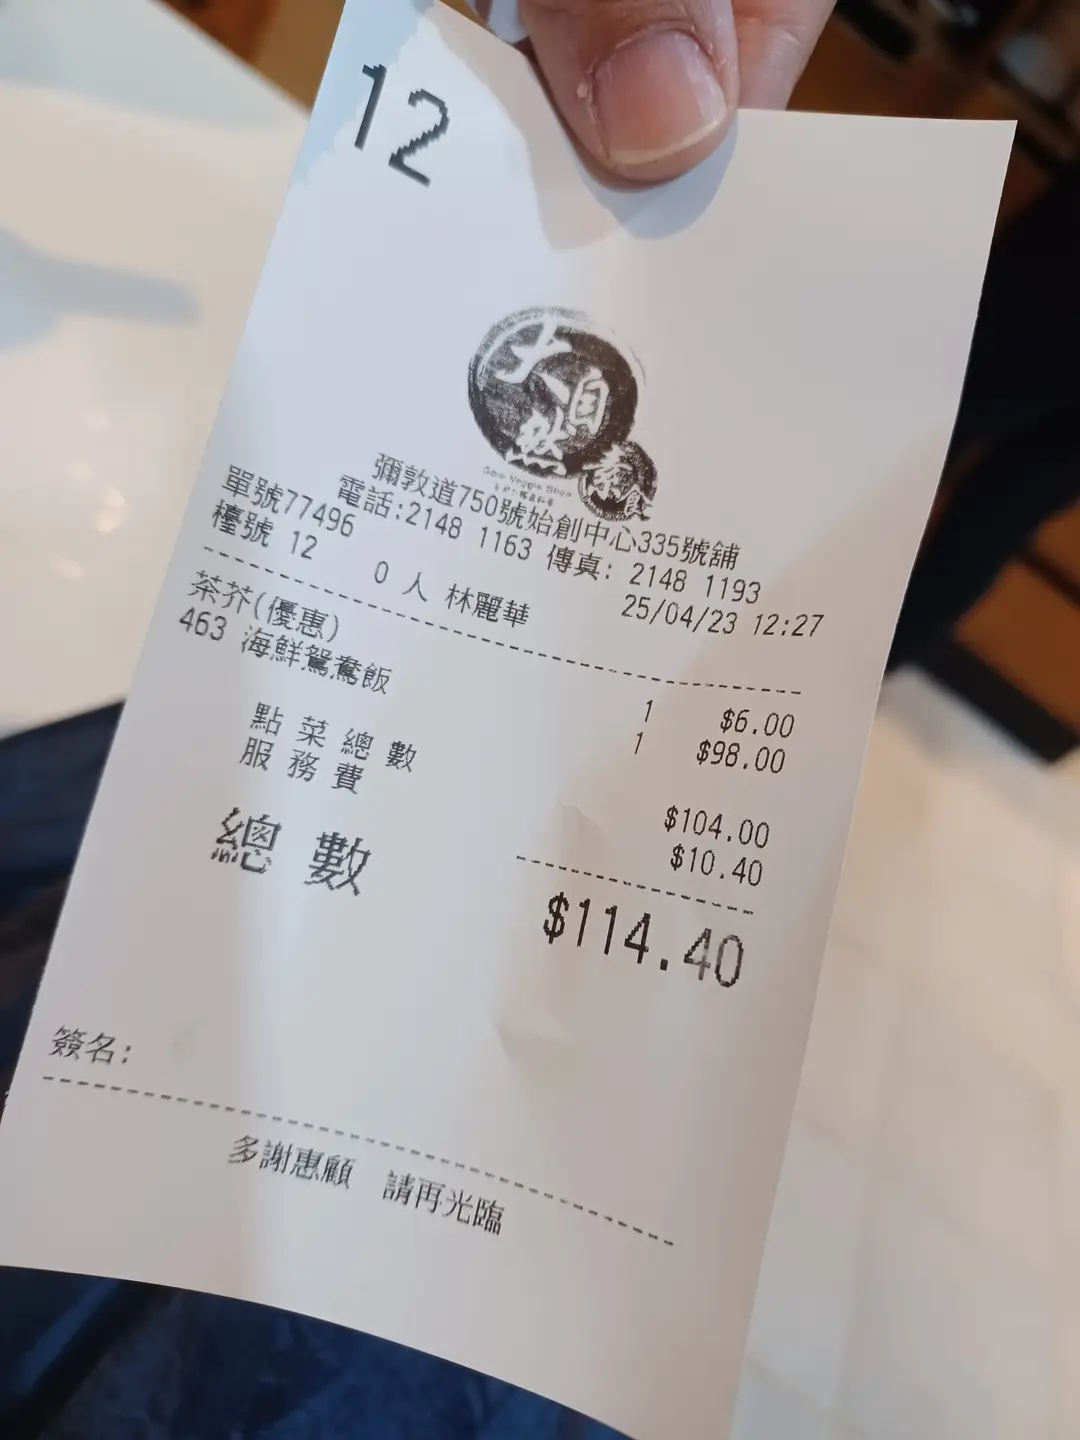 12
大自然
素食
彌敦道750號始創中心335號舖
電話:2148 1163 傳真: 2148 1193
單號77496 25/04/23 12:27
檯號 12 0 人 林麗華
茶芥(優惠) 1 $6.00
463 海鮮鴛鴦飯 1 $98.00
點菜總數 $104.00
服務費 $10.40
總數 $114.40
簽名:
多謝惠顧 請再光臨